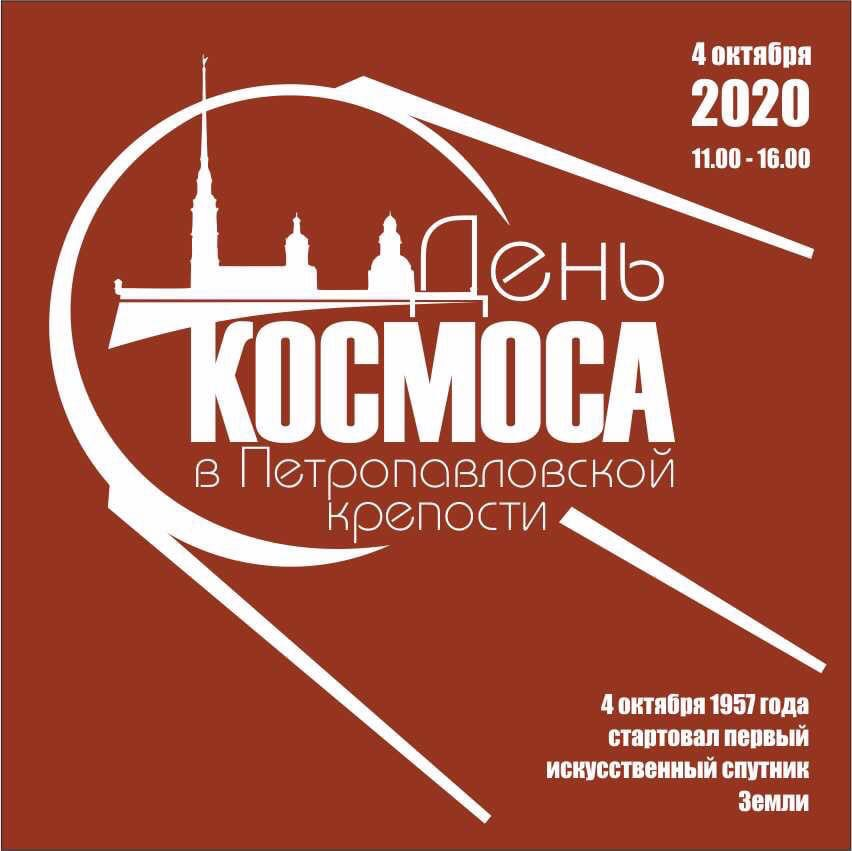 4 октября
2020
11.00 - 16.00
День
КОСМОСА
в Петропавловской
крепости
4 октября 1957 года
стартовал первый
искусственный спутник
Земли